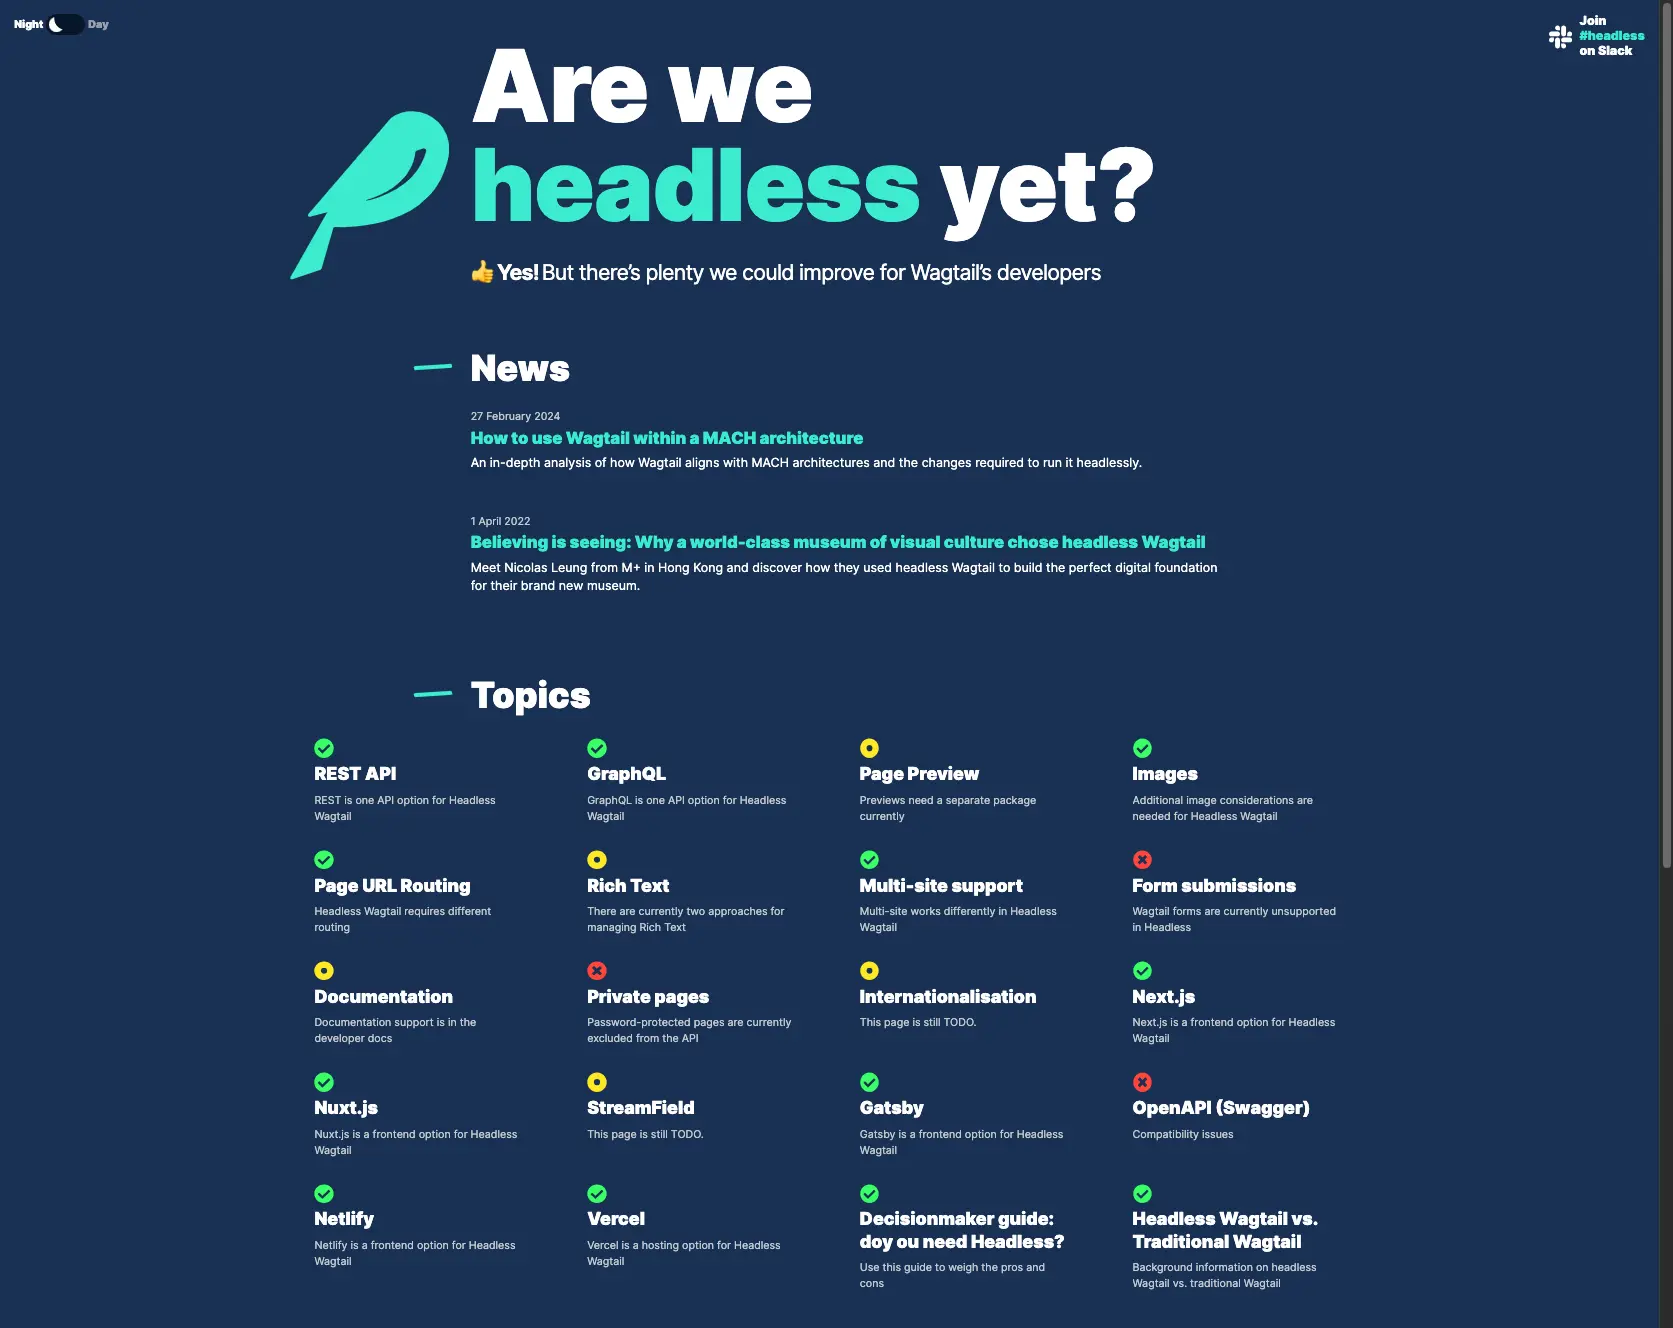 Night Day
Join
#headless
on Slack
Are we
headless yet?
👍 Yes! But there's plenty we could improve for Wagtail's developers
News
27 February 2024
How to use Wagtail within a MACH architecture
An in-depth analysis of how Wagtail aligns with MACH architectures and the changes required to run it headlessly.
1 April 2022
Believing is seeing: Why a world-class museum of visual culture chose headless Wagtail
Meet Nicolas Leung from M+ in Hong Kong and discover how they used headless Wagtail to build the perfect digital foundation
for their brand new museum.
Topics
REST API
REST is one API option for Headless
Wagtail
GraphQL
GraphQL is one API option for Headless
Wagtail
Page Preview
Previews need a separate package
currently
Images
Additional image considerations are
needed for Headless Wagtail
Page URL Routing
Headless Wagtail requires different
routing
Rich Text
There are currently two approaches for
managing Rich Text
Multi-site support
Multi-site works differently in Headless
Wagtail
Form submissions
Wagtail forms are currently unsupported
in Headless
Documentation
Documentation support is in the
developer docs
Private pages
Password-protected pages are currently
excluded from the API
Internationalisation
This page is still TODO.
Next.js
Next.js is a frontend option for Headless
Wagtail
Nuxt.js
Nuxt.js is a frontend option for Headless
Wagtail
StreamField
This page is still TODO.
Gatsby
Gatsby is a frontend option for Headless
Wagtail
OpenAPI (Swagger)
Compatibility issues
Netlify
Netlify is a frontend option for Headless
Wagtail
Vercel
Vercel is a hosting option for Headless
Wagtail
Decisionmaker guide:
doy ou need Headless?
Use this guide to weigh the pros and
cons
Headless Wagtail vs.
Traditional Wagtail
Background information on headless
Wagtail vs. traditional Wagtail